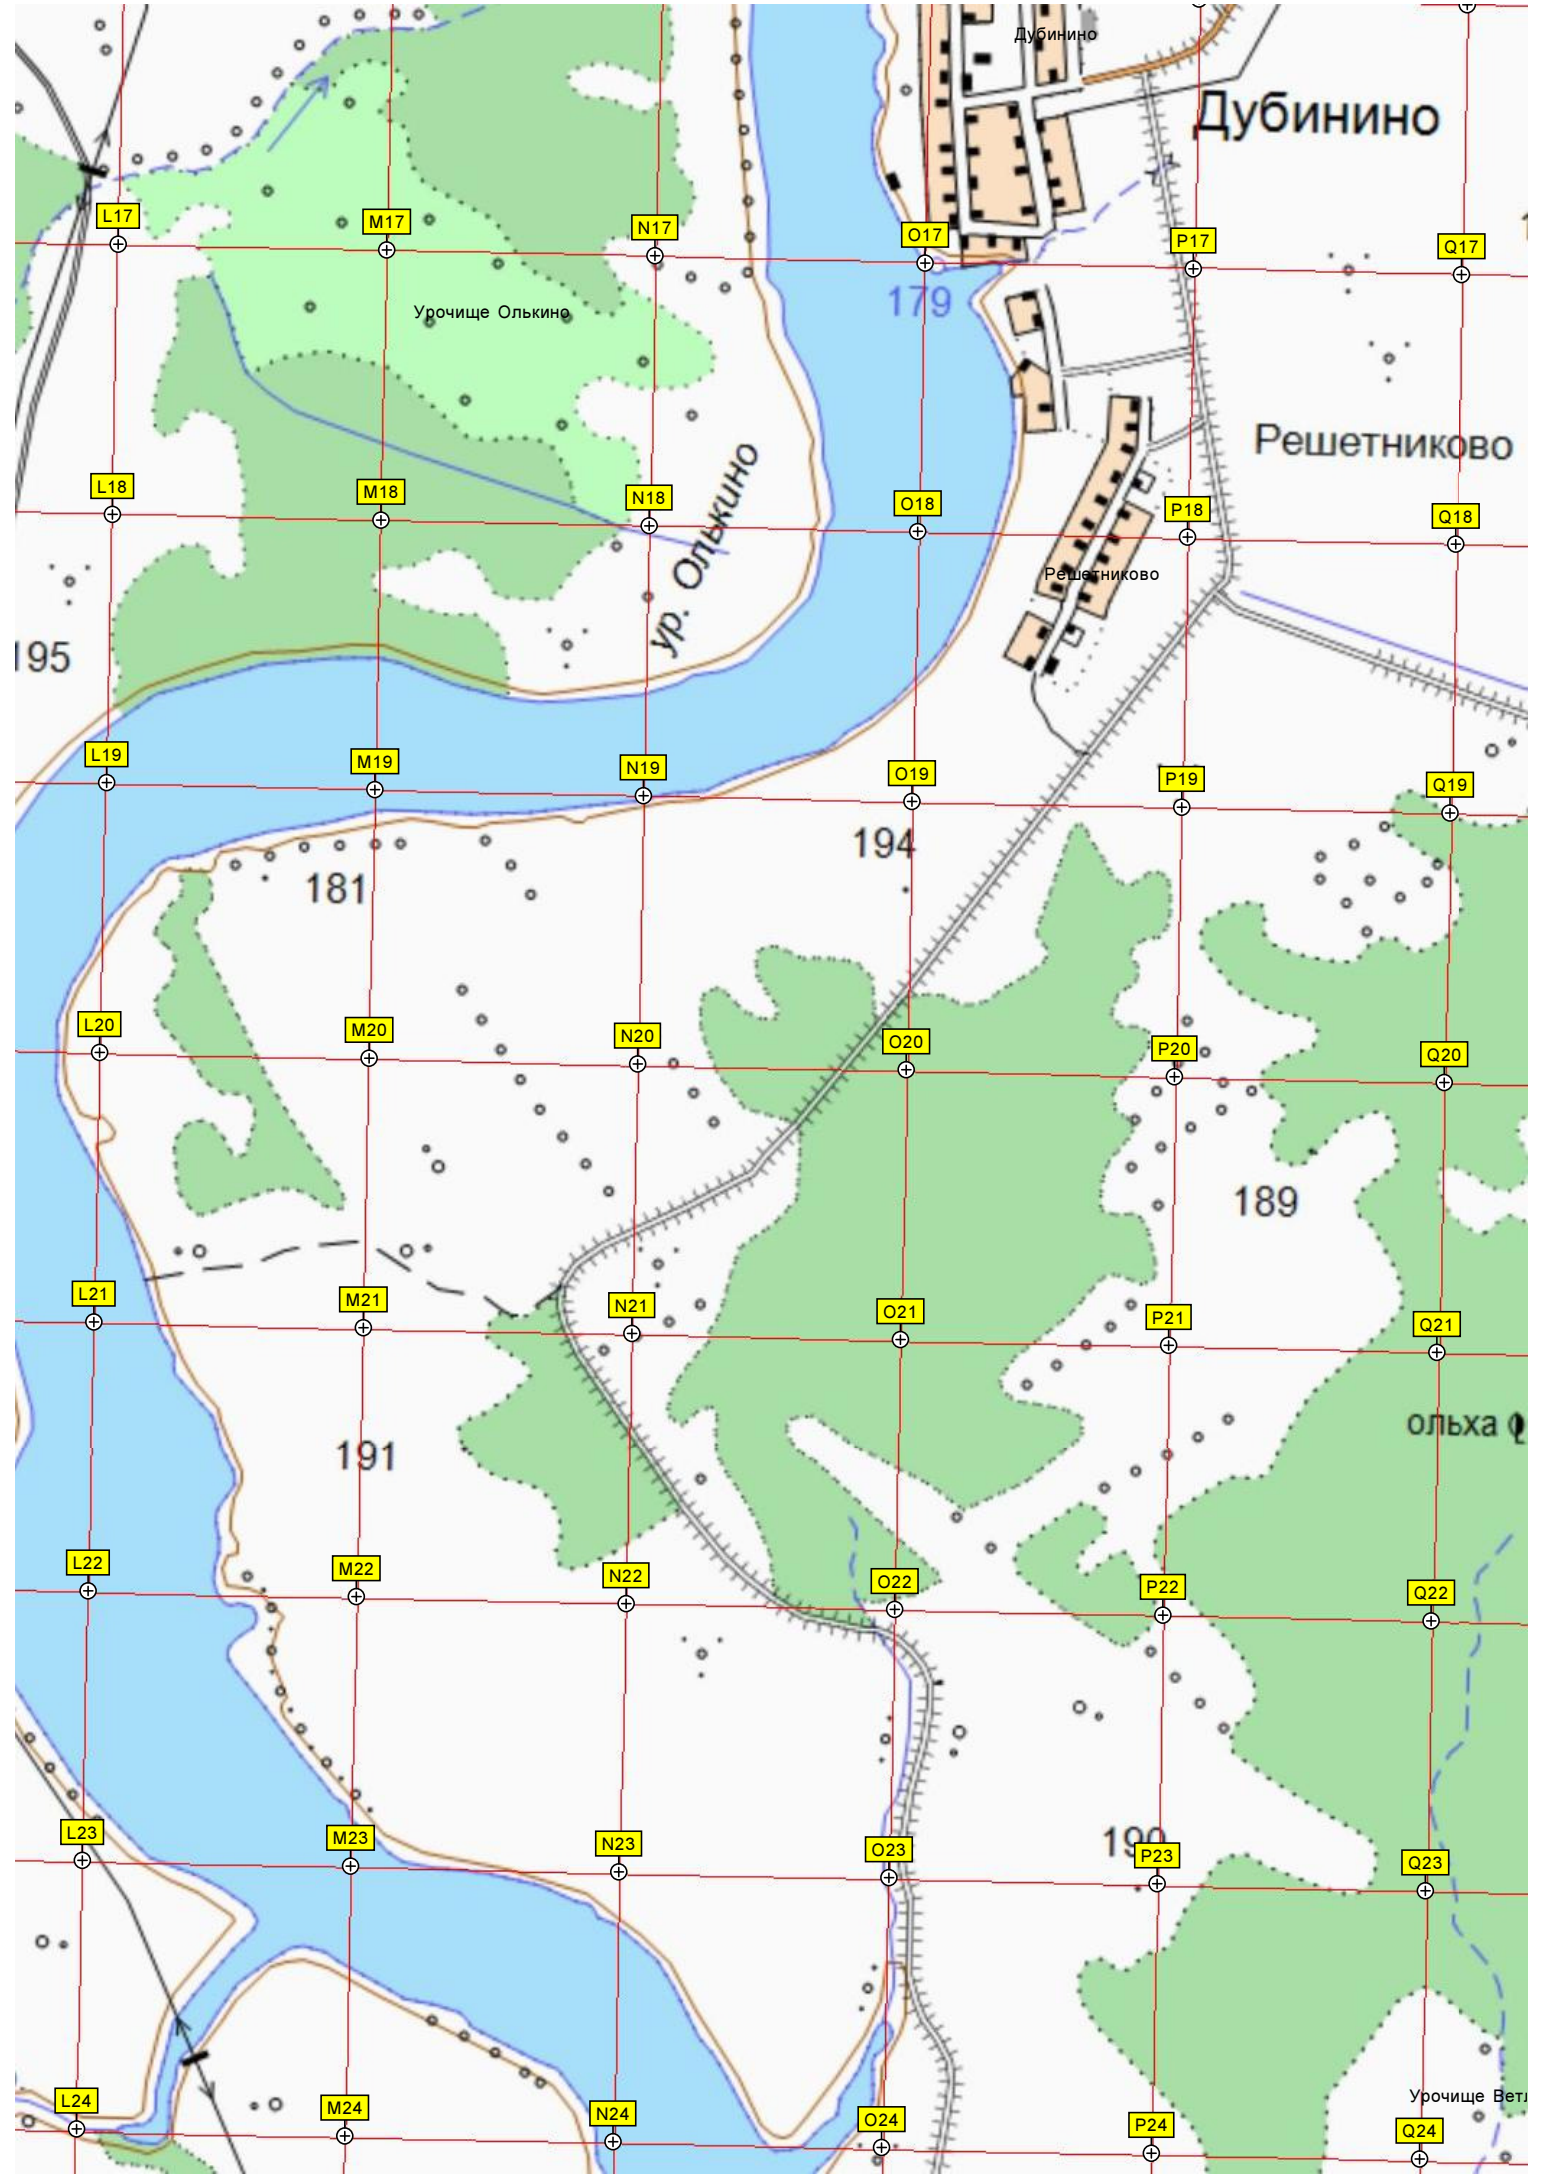 Дубинино
Дубинино
L17 M17 N17 O17 P17 Q17
179
Урочище Олькино
Решетниково
L18 M18 N18 O18 P18 Q18
ур. Олькино
Решетниково
195
L19 M19 N19 O19 P19 Q19
194
181
L20 M20 N20 O20 P20 Q20
189
L21 M21 N21 O21 P21 Q21
ольха
191
L22 M22 N22 O22 P22 Q22
190
L23 M23 N23 O23 P23 Q23
Урочище
L24 M24 N24 O24 P24 Q24